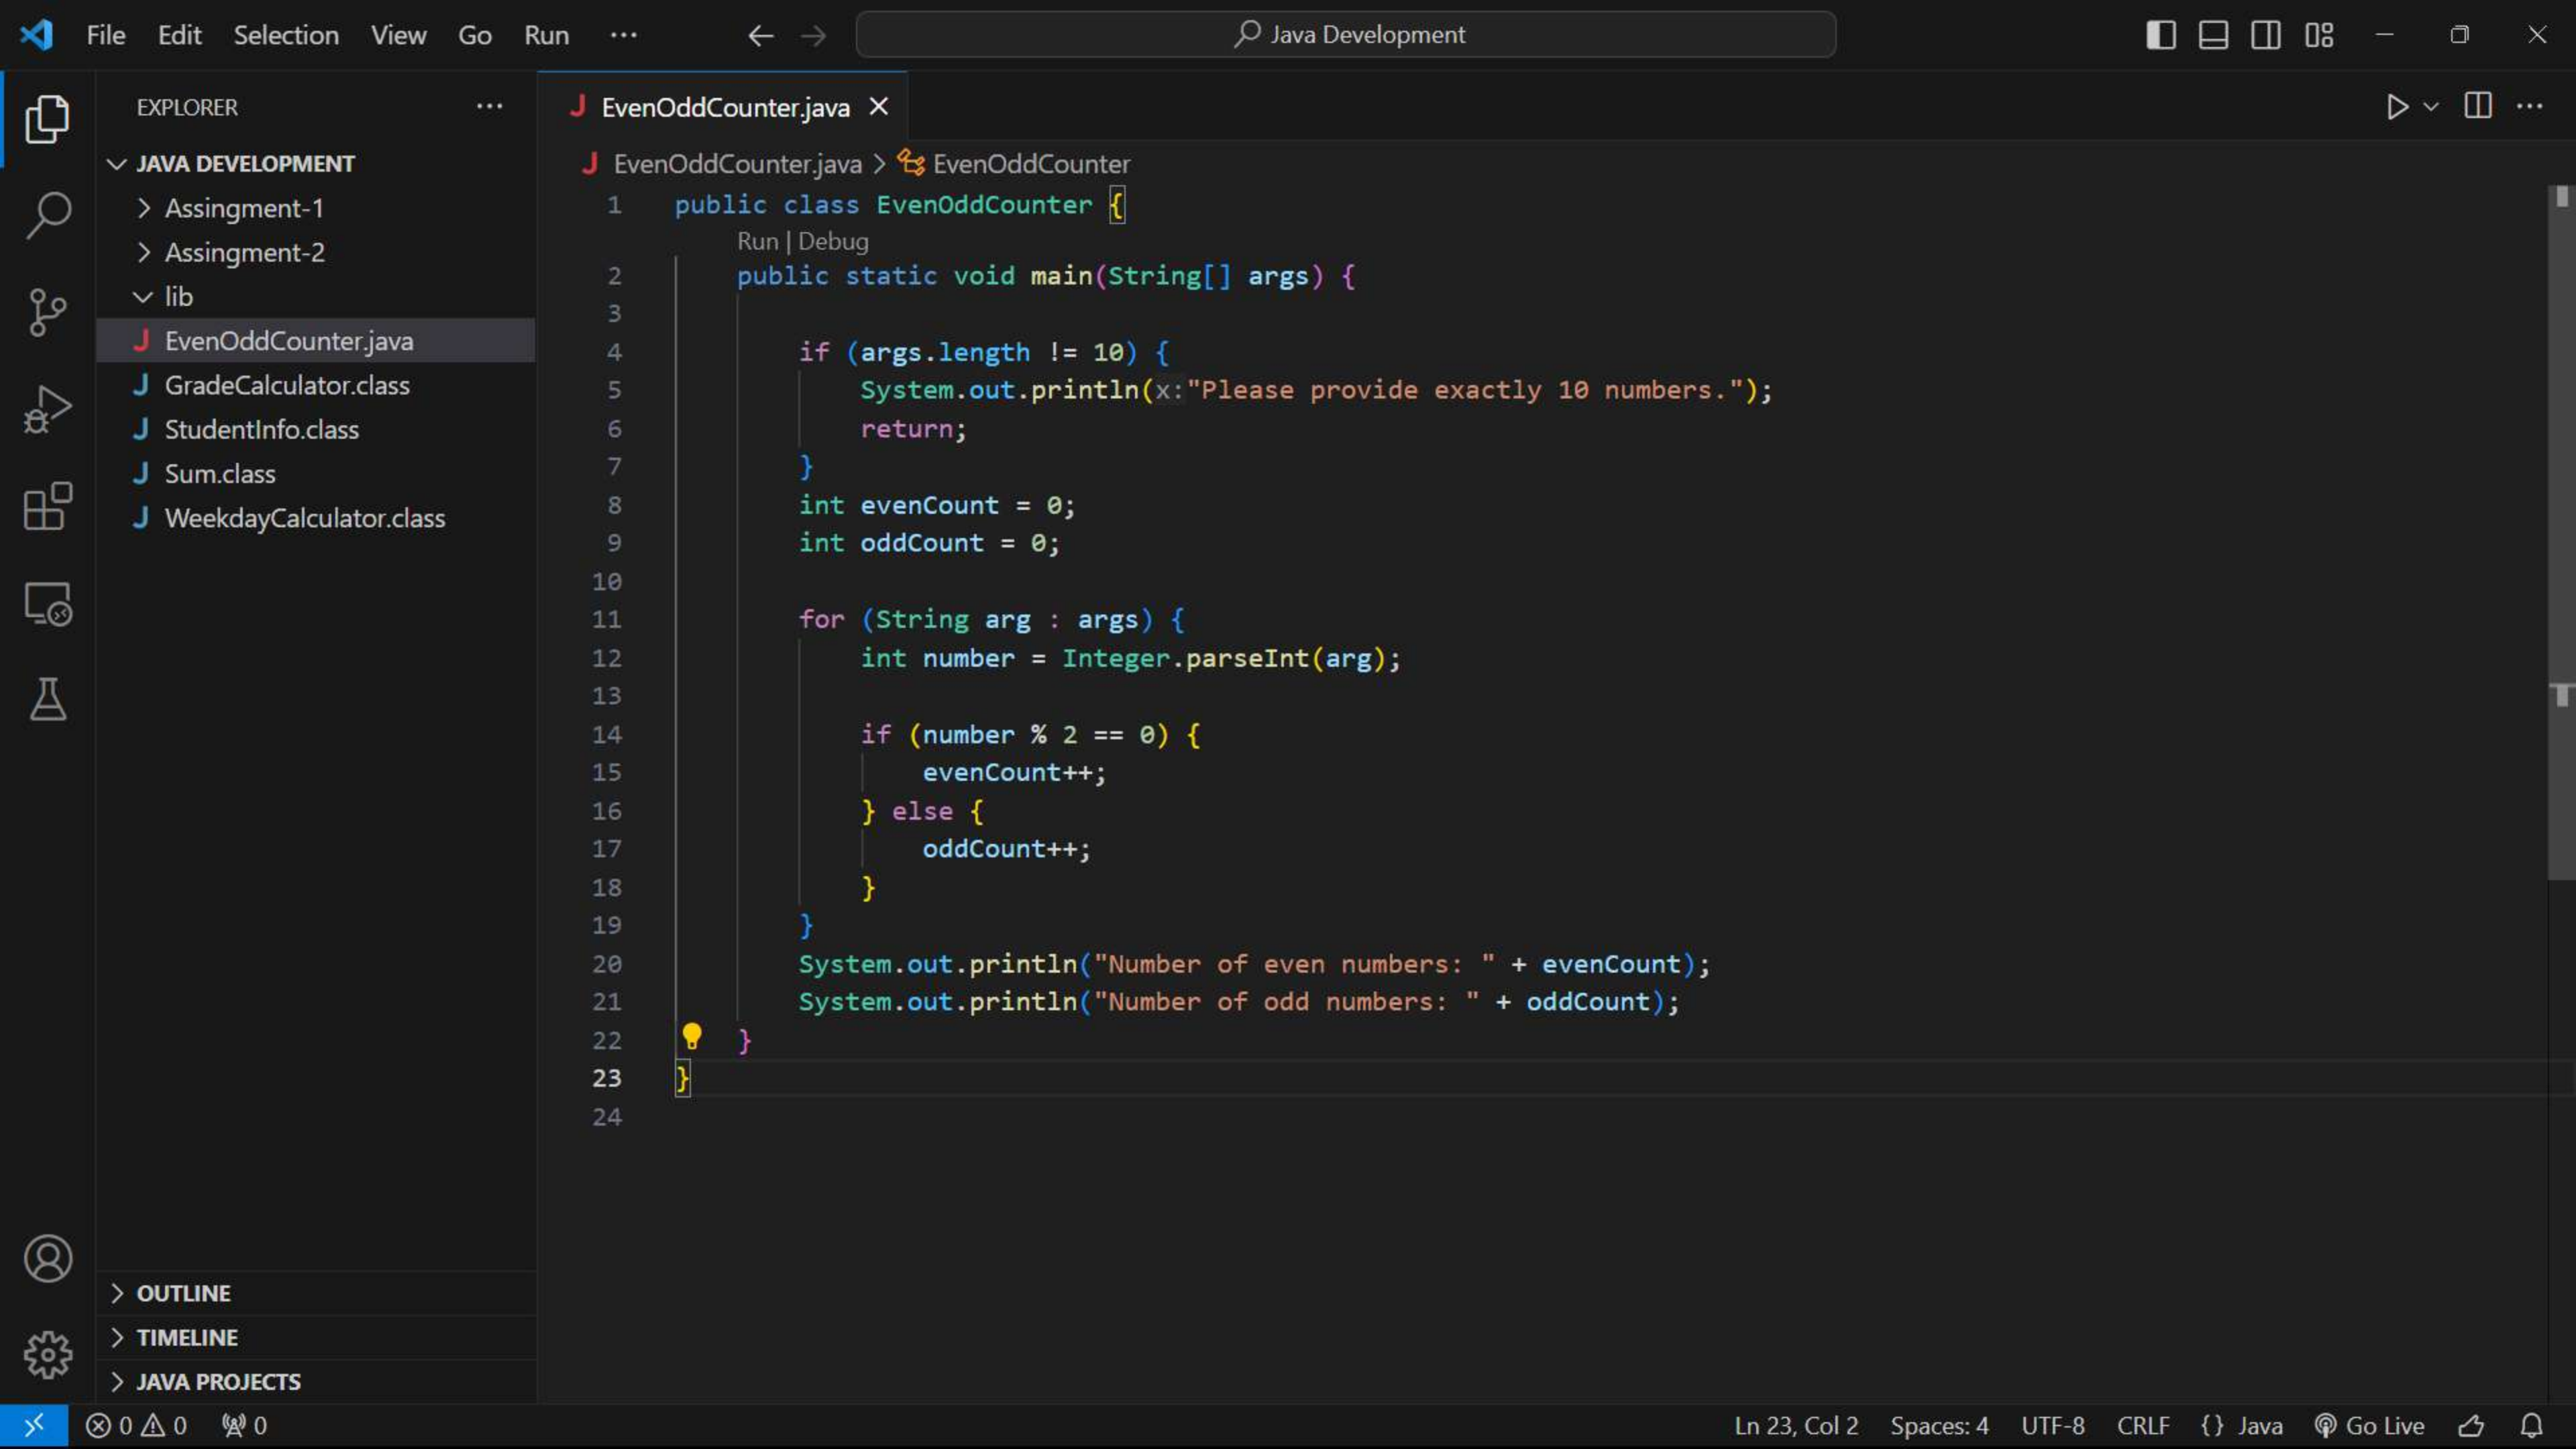 File Edit Selection View Go Run ··· Java Development
EXPLORER ···
JAVA DEVELOPMENT
Assingment-1
Assingment-2
lib
EvenOddCounter.java
GradeCalculator.class
StudentInfo.class
Sum.class
WeekdayCalculator.class
OUTLINE
TIMELINE
JAVA PROJECTS
EvenOddCounter.java
EvenOddCounter.java > EvenOddCounter
1 public class EvenOddCounter {
Run | Debug
2 public static void main(String[] args) {
3
4 if (args.length != 10) {
5 System.out.println(x:"Please provide exactly 10 numbers.");
6 return;
7 }
8 int evenCount = 0;
9 int oddCount = 0;
10
11 for (String arg : args) {
12 int number = Integer.parseInt(arg);
13
14 if (number % 2 == 0) {
15 evenCount++;
16 } else {
17 oddCount++;
18 }
19 }
20 System.out.println("Number of even numbers: " + evenCount);
21 System.out.println("Number of odd numbers: " + oddCount);
22 }
23 }
24
0 0 0 Ln 23, Col 2 Spaces: 4 UTF-8 CRLF {} Java Go Live